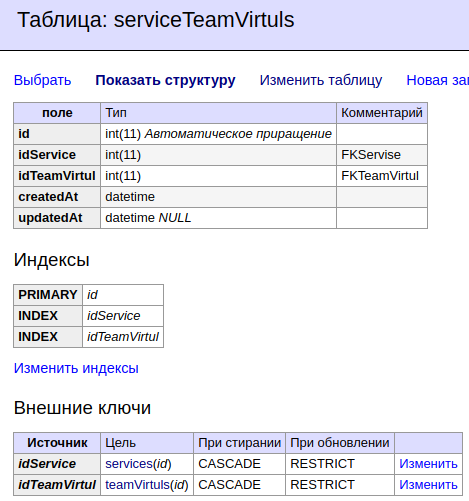 Таблица: serviceTeamVirtuls
Выбрать Показать структуру Изменить таблицу Новая за
поле Тип Комментарий
id int(11) Автоматическое приращение
idService int(11) FKServise
idTeamVirtul int(11) FKTeamVirtul
createdAt datetime
updatedAt datetime NULL
Индексы
PRIMARY id
INDEX idService
INDEX idTeamVirtul
Изменить индексы
Внешние ключи
Источник Цель При стирании При обновлении
idService services(id) CASCADE RESTRICT Изменить
idTeamVirtul teamVirtuls(id) CASCADE RESTRICT Изменить